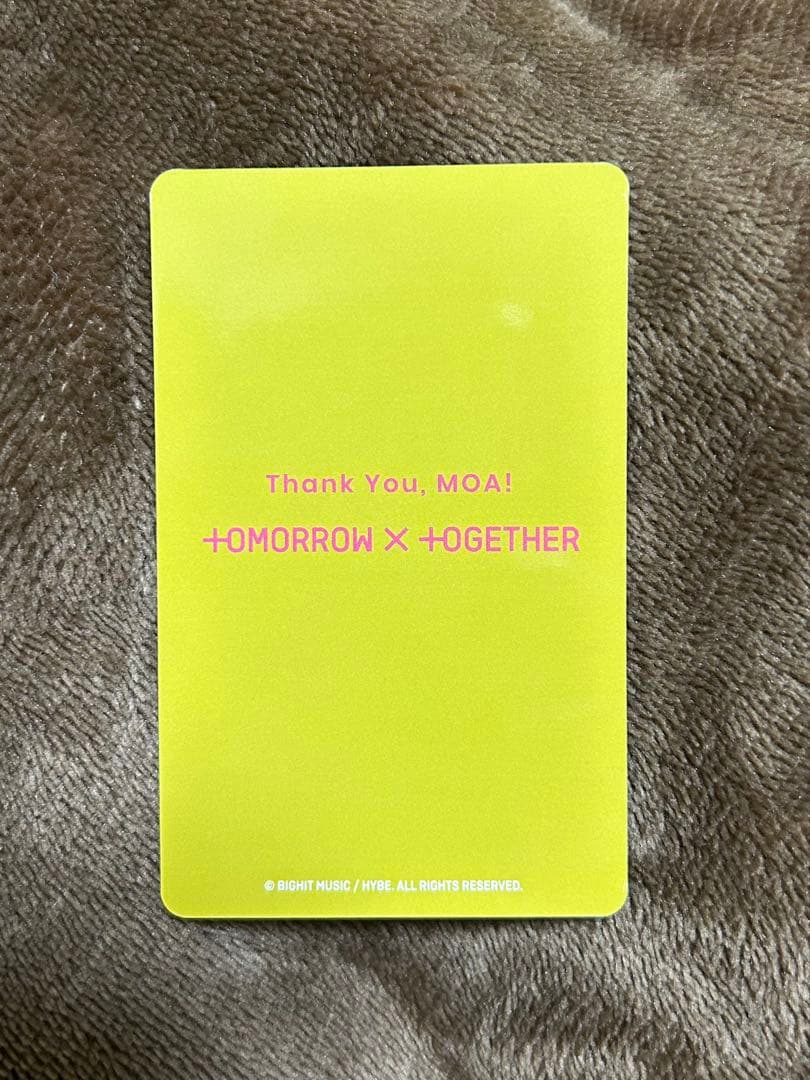 Thank You, MOA!
TOMORROW X TOGETHER
© BIGHIT MUSIC / HYBE. ALL RIGHTS RESERVED.